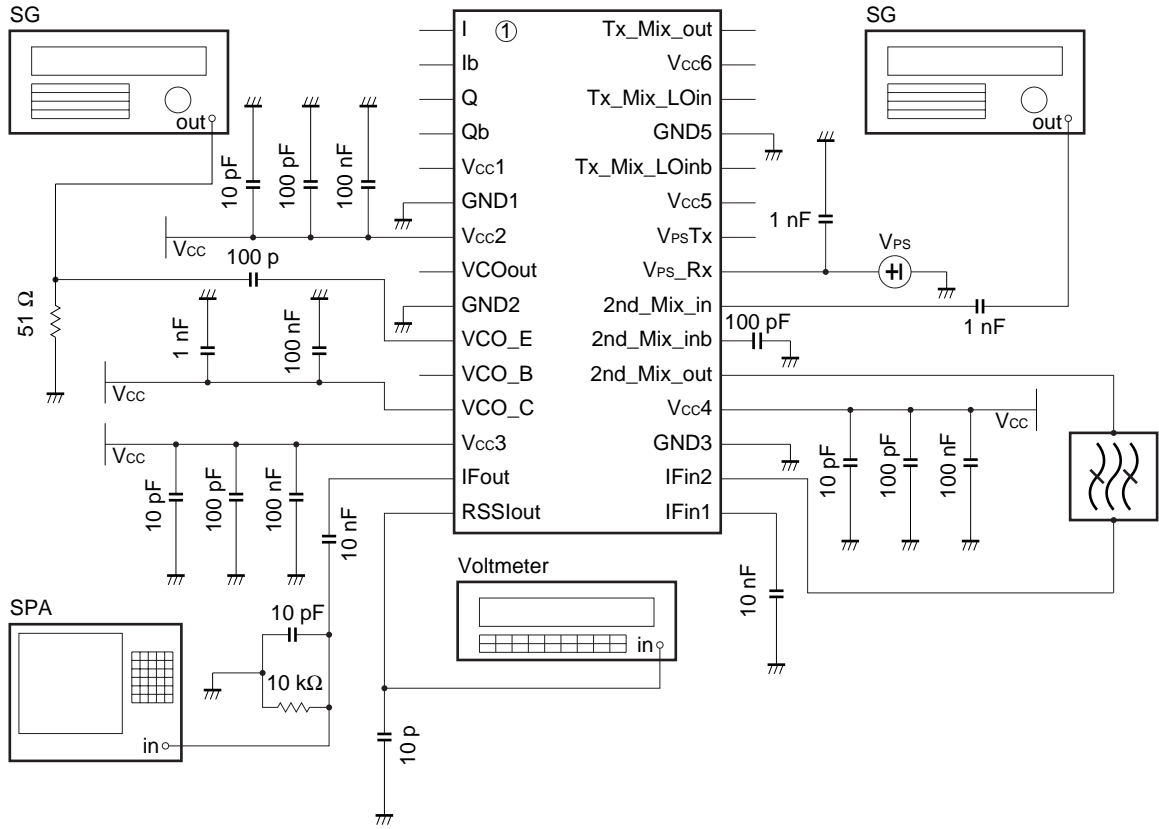 SG
out
10 pF
100 pF
100 nF
VCC
100 p
51 Ω
1 nF
100 nF
VCC
VCC
10 pF
100 pF
100 nF
10 nF
SPA
in
10 pF
10 kΩ
10 p
I
①
Ib
Q
Qb
VCC1
GND1
VCC2
VCOout
GND2
VCO_E
VCO_B
VCO_C
VCC3
IFout
RSSIout
Tx_Mix_out
VCC6
Tx_Mix_LOin
GND5
Tx_Mix_LOinb
VCC5
VPSTx
VPS_Rx
2nd_Mix_in
2nd_Mix_inb
2nd_Mix_out
VCC4
GND3
IFin2
IFin1
Voltmeter
in
SG
out
1 nF
VPS
1 nF
100 pF
VCC
10 pF
100 pF
100 nF
10 nF